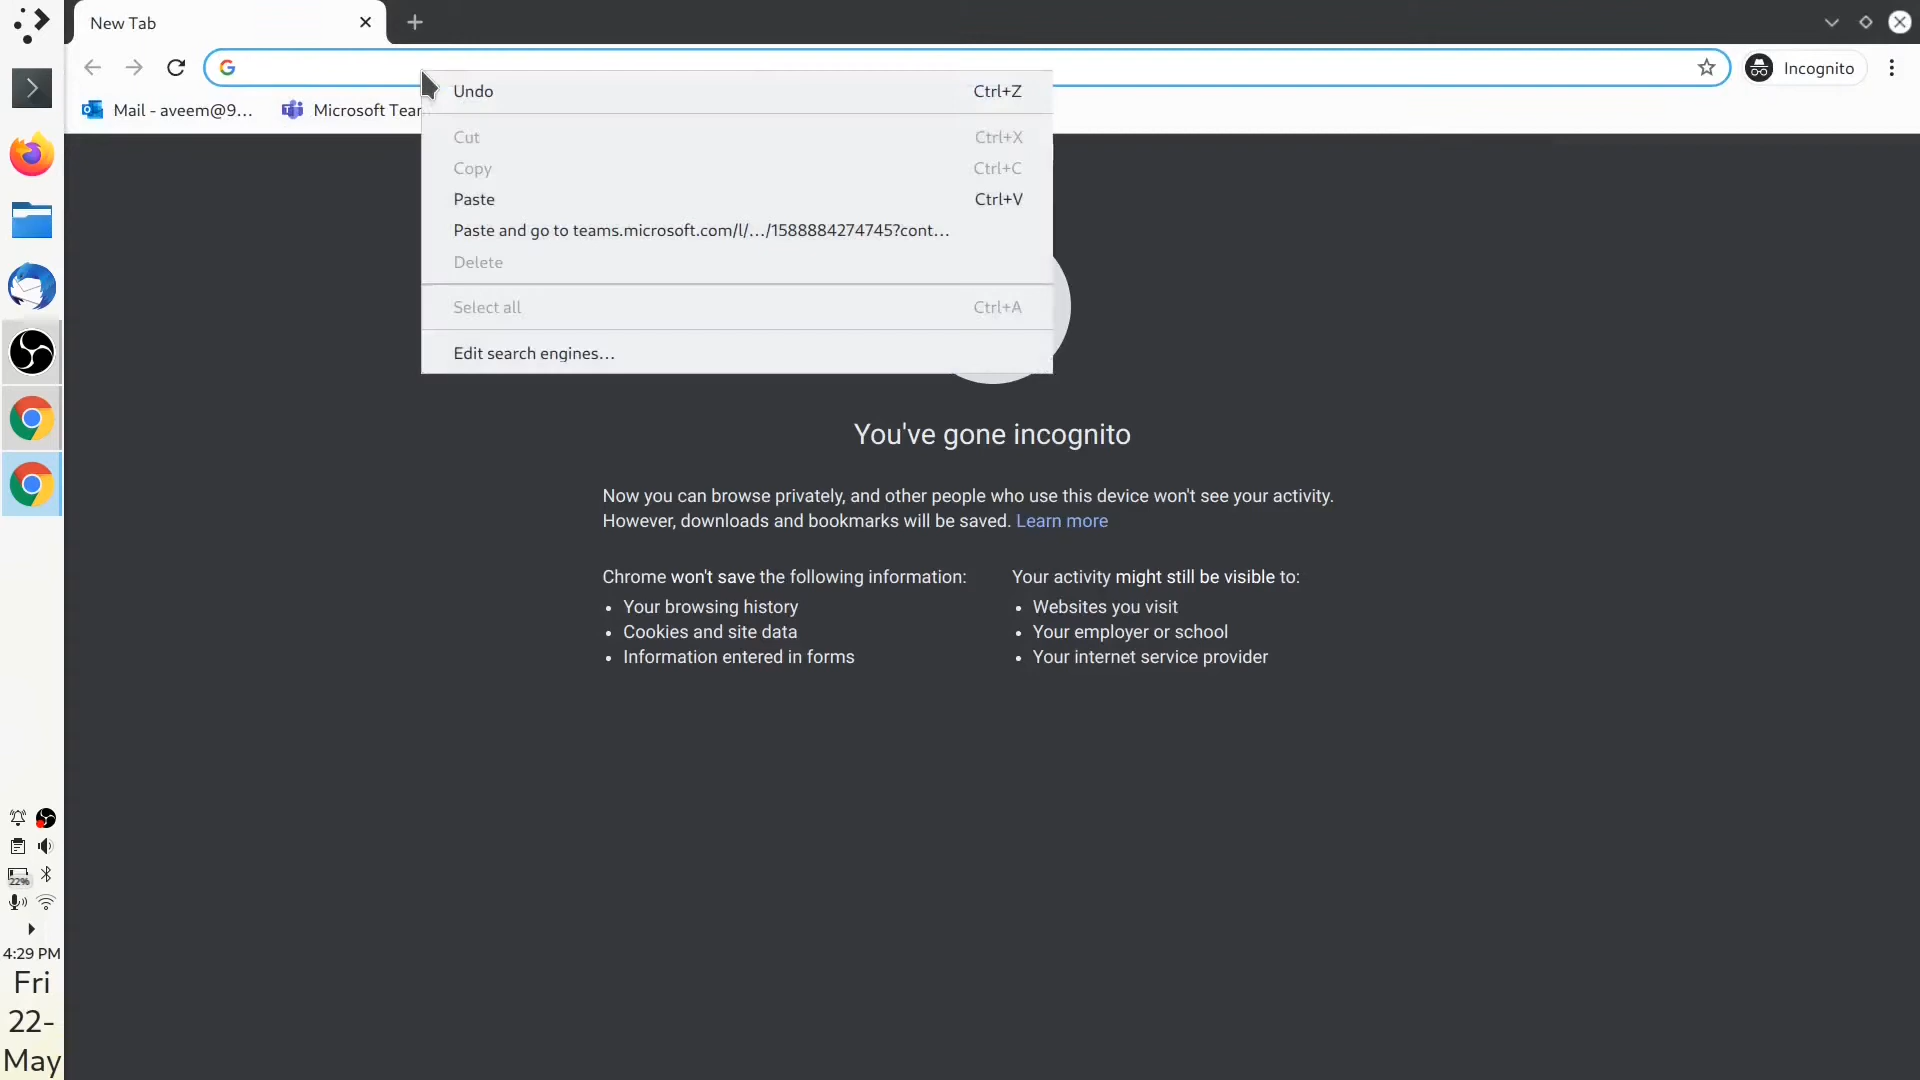 New Tab
Incognito
Mail - aveem@9...
Microsoft Tear
Undo Ctrl+Z
Cut Ctrl+X
Copy Ctrl+C
Paste Ctrl+V
Paste and go to teams.microsoft.com/l/.../1588884274745?cont...
Delete
Select all Ctrl+A
Edit search engines...
You've gone incognito
Now you can browse privately, and other people who use this device won't see your activity.
However, downloads and bookmarks will be saved. Learn more
Chrome won't save the following information:
• Your browsing history
• Cookies and site data
• Information entered in forms
Your activity might still be visible to:
• Websites you visit
• Your employer or school
• Your internet service provider
22%
4:29 PM
Fri
22-
May